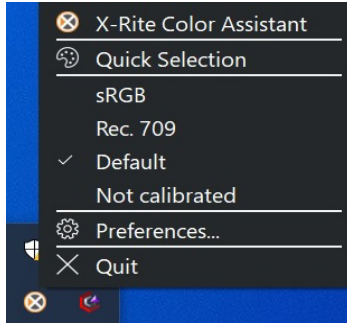 X-Rite Color Assistant
Quick Selection
sRGB
Rec. 709
Default
Not calibrated
Preferences...
Quit